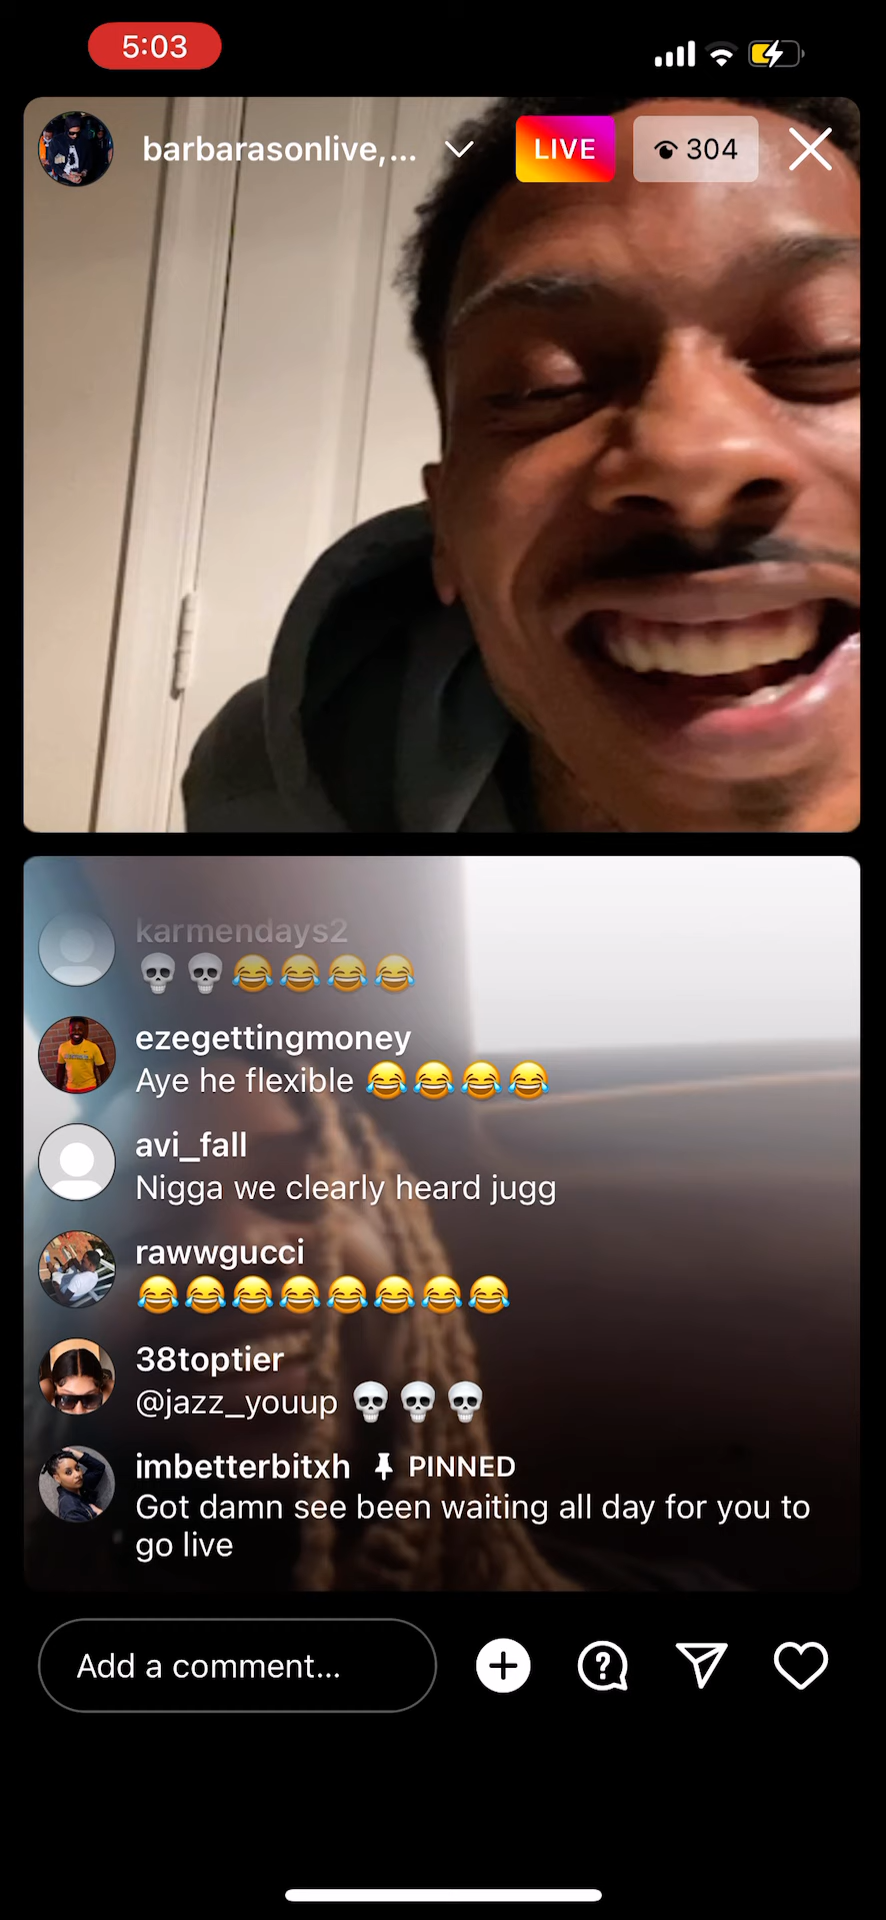 5:03
barbarasonlive,...
LIVE
304
karmendays2
💀💀😂😂😂😂
ezegettingmoney
Aye he flexible 😂😂😂😂
avi_fall
Nigga we clearly heard jugg
rawwgucci
😂😂😂😂😂😂😂😂
38toptier
@jazz_youup 💀💀💀
imbetterbitxh 📌 PINNED
Got damn see been waiting all day for you to
go live
Add a comment...